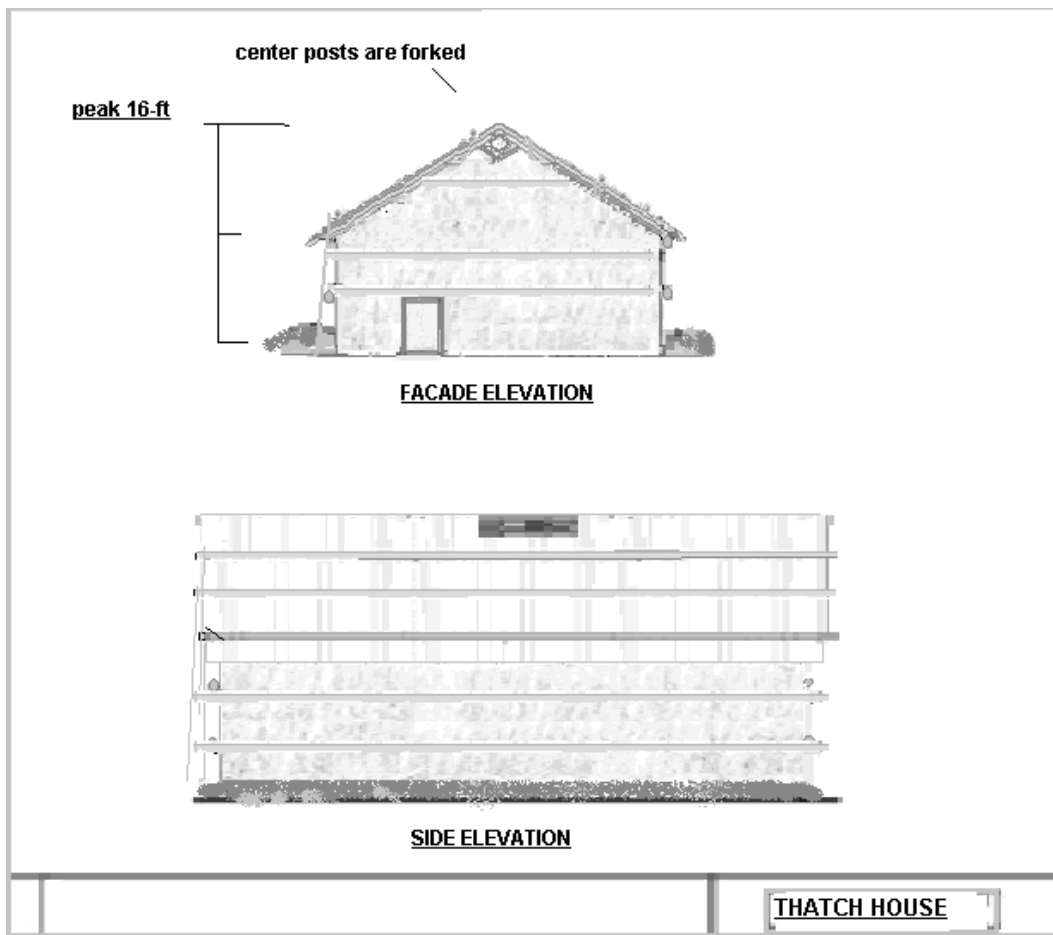 center posts are forked
peak 16-ft
FACADE ELEVATION
SIDE ELEVATION
THATCH HOUSE